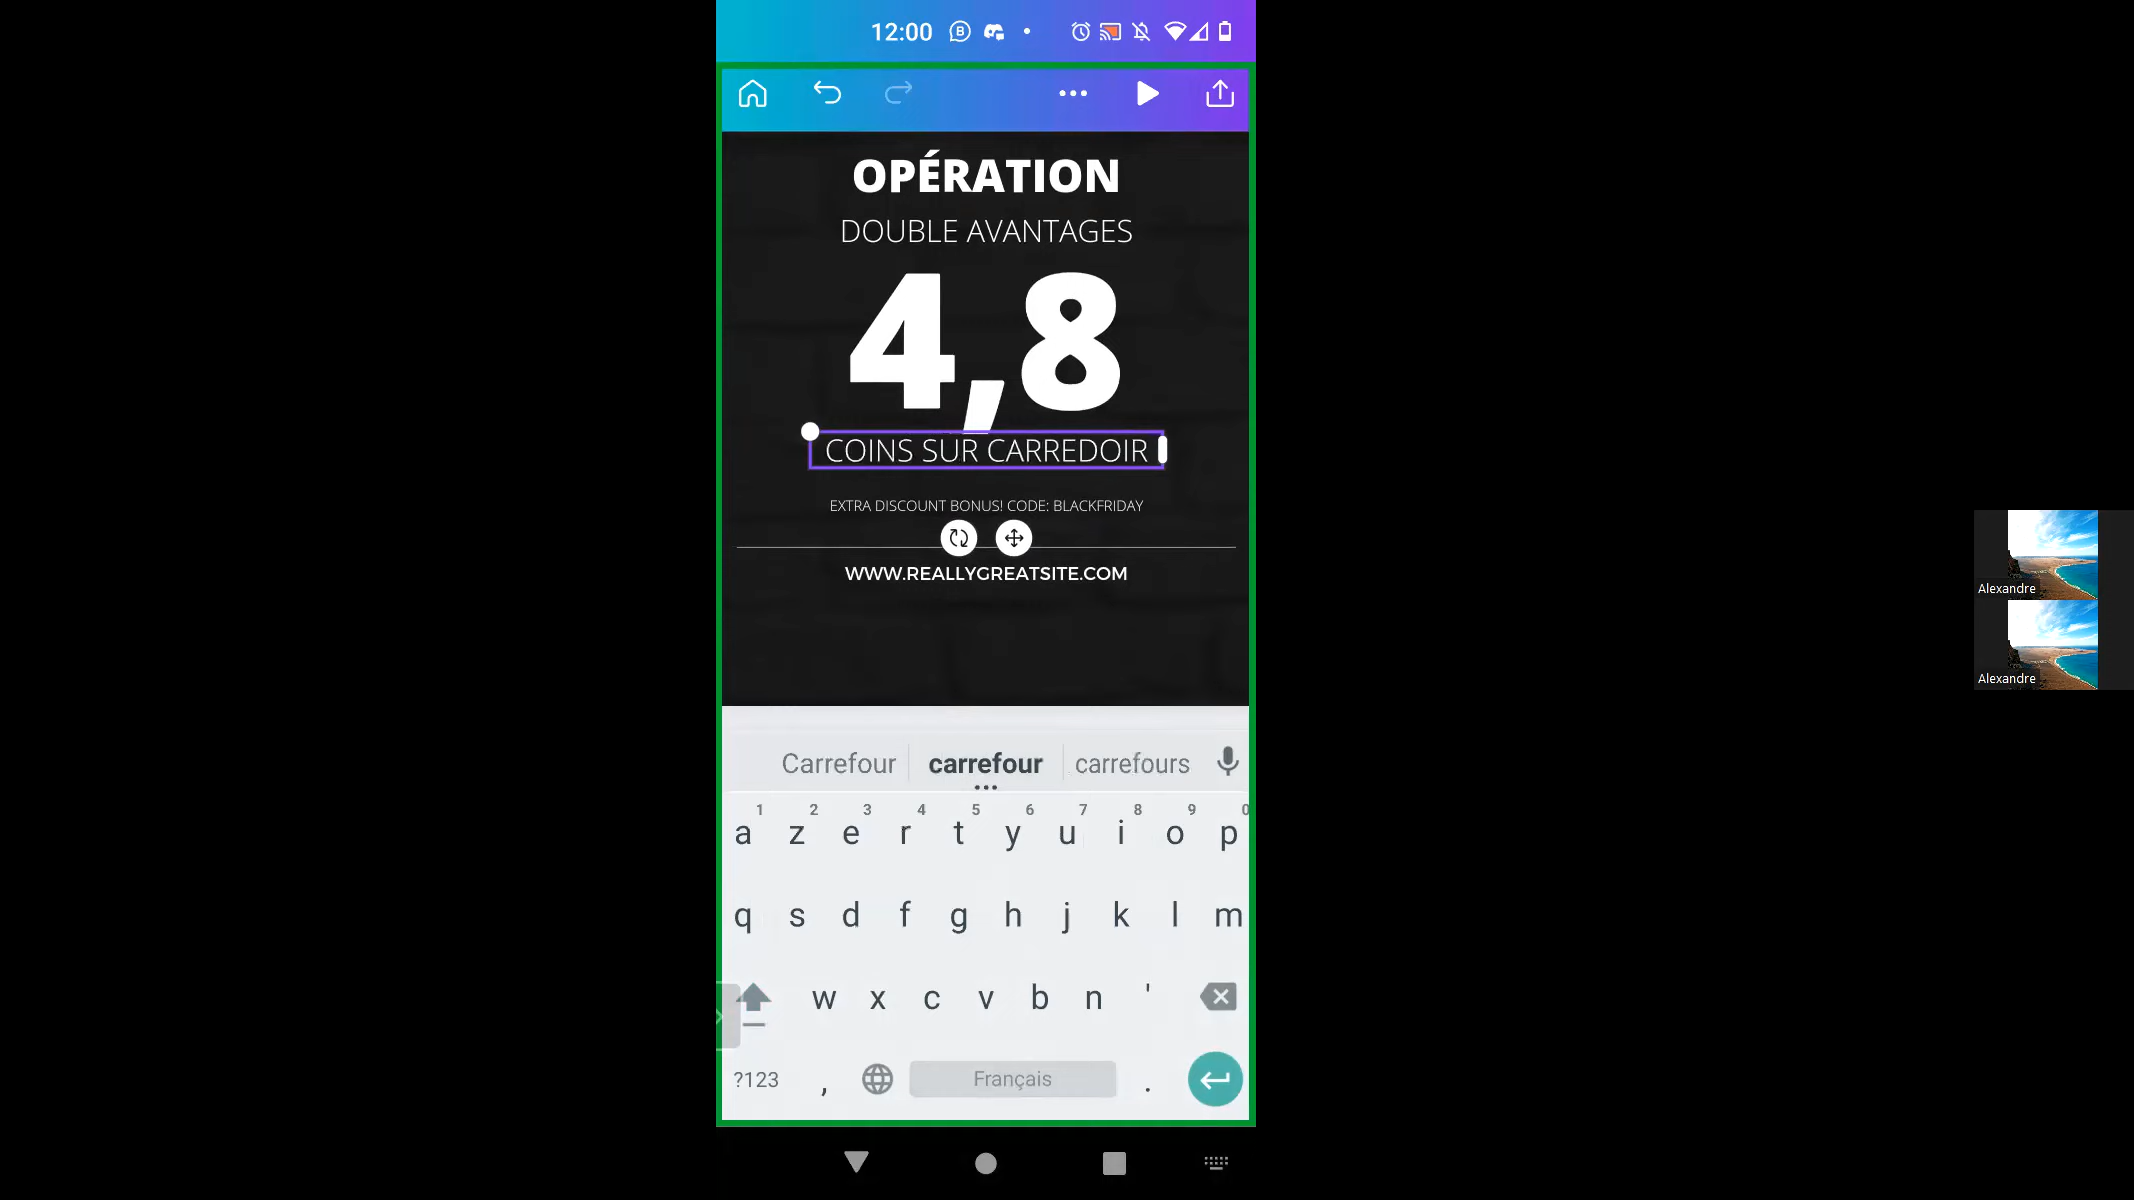 12:00
OPÉRATION
DOUBLE AVANTAGES
4,8
COINS SUR CARREDOIR
EXTRA DISCOUNT BONUS! CODE: BLACKFRIDAY
WWW.REALLYGREATSITE.COM
Alexandre
Alexandre
Carrefour carrefour carrefours
1 2 3 4 5 6 7 8 9 0
a z e r t y u i o p
q s d f g h j k l m
w x c v b n '
?123 , Français .